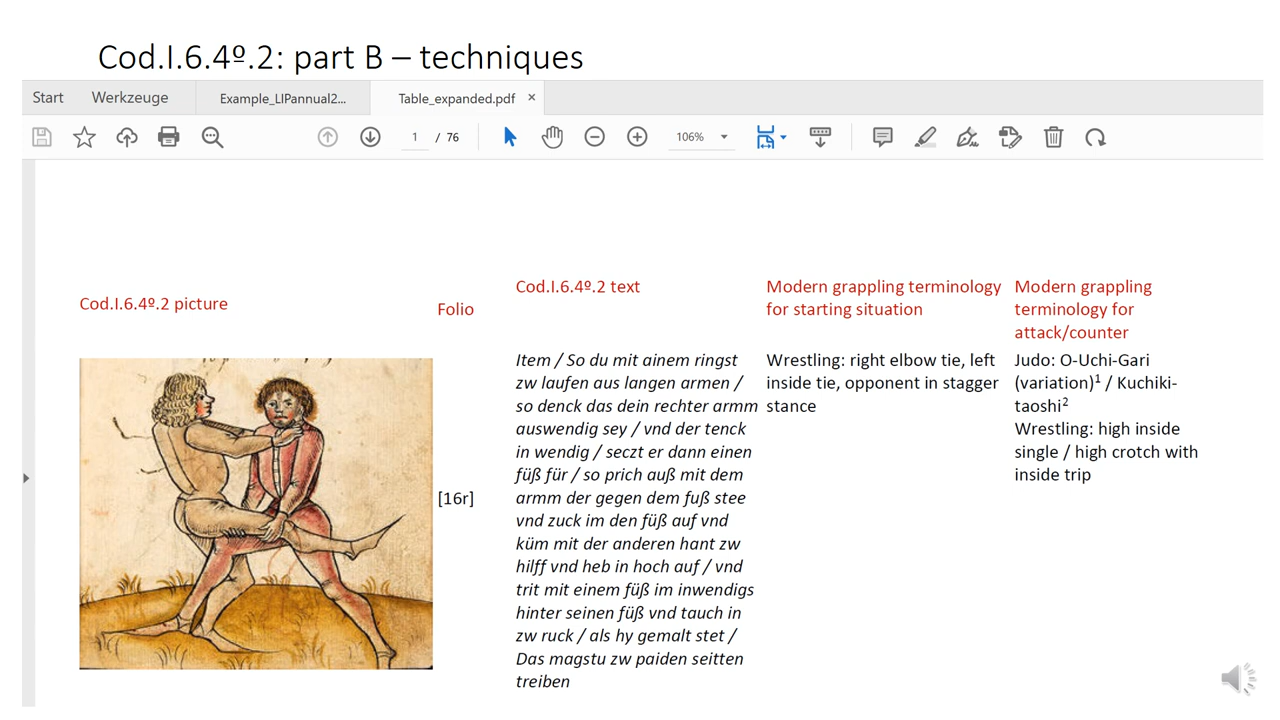 Cod.I.6.4º.2: part B – techniques
Start Werkzeuge Example_LIPannual2... Table_expanded.pdf ×
1 / 76 106%
Cod.I.6.4º.2 picture
Folio
Cod.I.6.4º.2 text
Modern grappling terminology
for starting situation
Modern grappling
terminology for
attack/counter
[16r]
Item / So du mit ainem ringst
zw laufen aus langen armen /
so denck das dein rechter armm
auswendig sey / vnd der tenck
in wendig / seczt er dann einen
füß für / so prich auß mit dem
armm der gegen dem fuß stee
vnd zuck im den füß auf vnd
küm mit der anderen hant zw
hilff vnd heb in hoch auf / vnd
trit mit einem füß im inwendigs
hinter seinen füß vnd tauch in
zw ruck / als hy gemalt stet /
Das magstu zw paiden seitten
treiben
Wrestling: right elbow tie, left
inside tie, opponent in stagger
stance
Judo: O-Uchi-Gari
(variation)¹ / Kuchiki-
taoshi²
Wrestling: high inside
single / high crotch with
inside trip